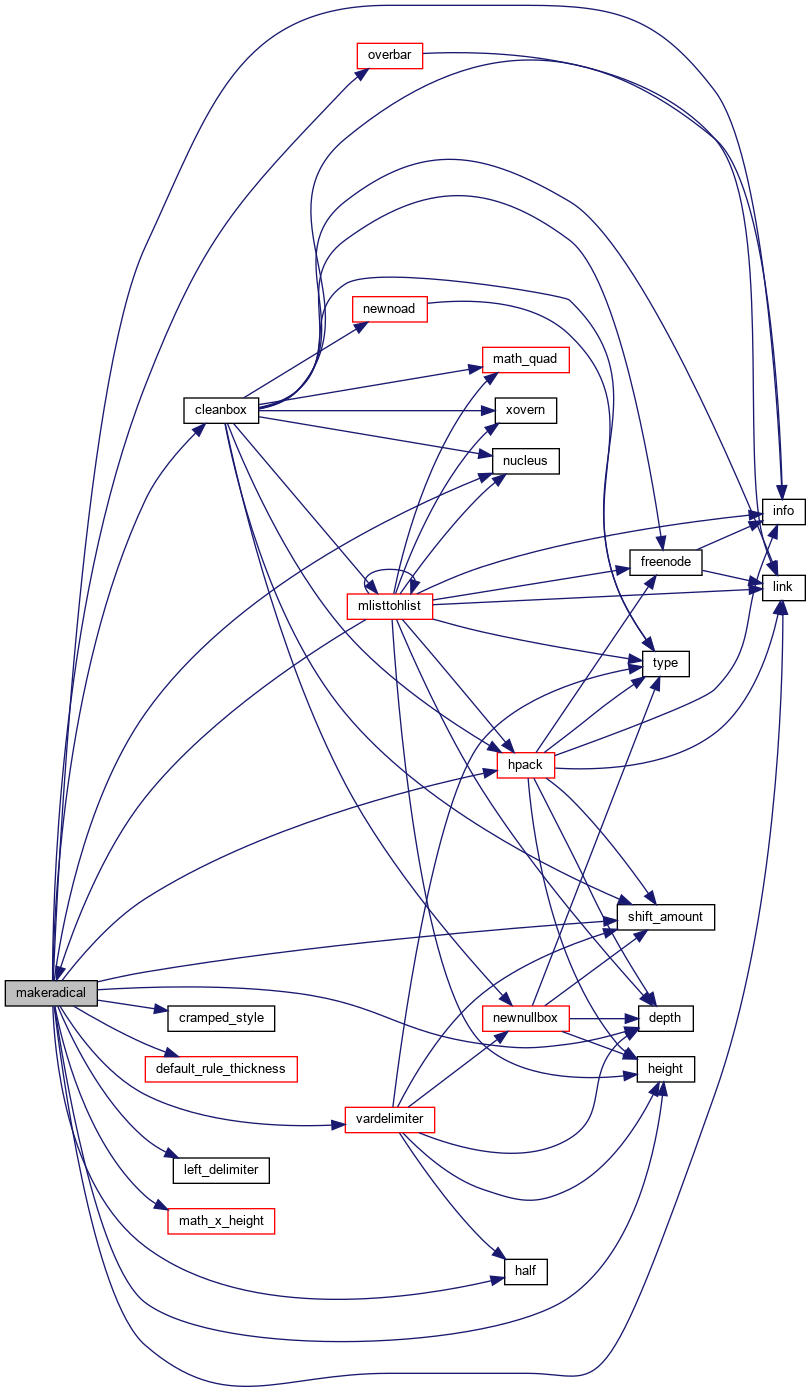 overbar
newnoad
math_quad
cleanbox
xovern
nucleus
info
freenode
link
mlisttohlist
type
hpack
shift_amount
makeradical
cramped_style
newnullbox
depth
default_rule_thickness
height
vardelimiter
left_delimiter
math_x_height
half